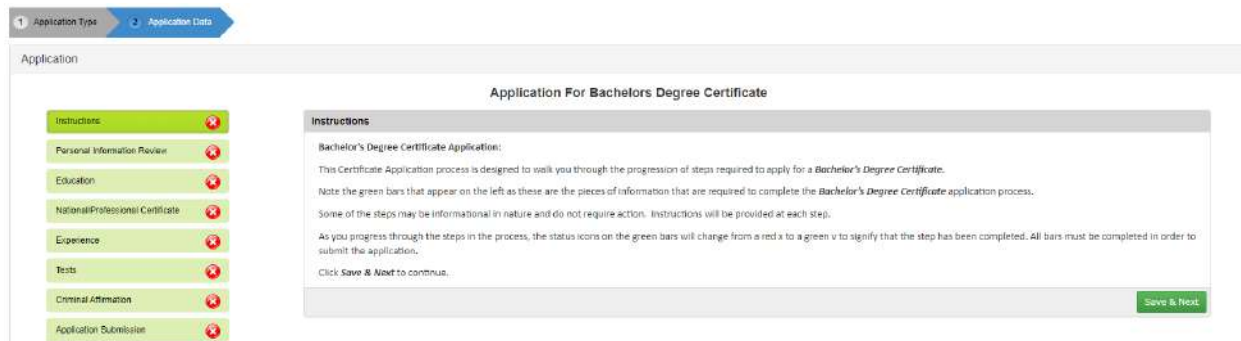 1 Application Type
2 Application Data
Application
Application For Bachelors Degree Certificate
Instructions
Personal Information Review
Education
National/Professional Certificate
Experience
Tests
Criminal Affirmation
Application Submission
Instructions
Bachelor's Degree Certificate Application:
This Certificate Application process is designed to walk you through the progression of steps required to apply for a Bachelor's Degree Certificate.
Note the green bars that appear on the left as these are the pieces of information that are required to complete the Bachelor's Degree Certificate application process.
Some of the steps may be informational in nature and do not require action. Instructions will be provided at each step.
As you progress through the steps in the process, the status icons on the green bars will change from a red x to a green v to signify that the step has been completed. All bars must be completed in order to
submit the application.
Click Save & Next to continue.
Save & Next